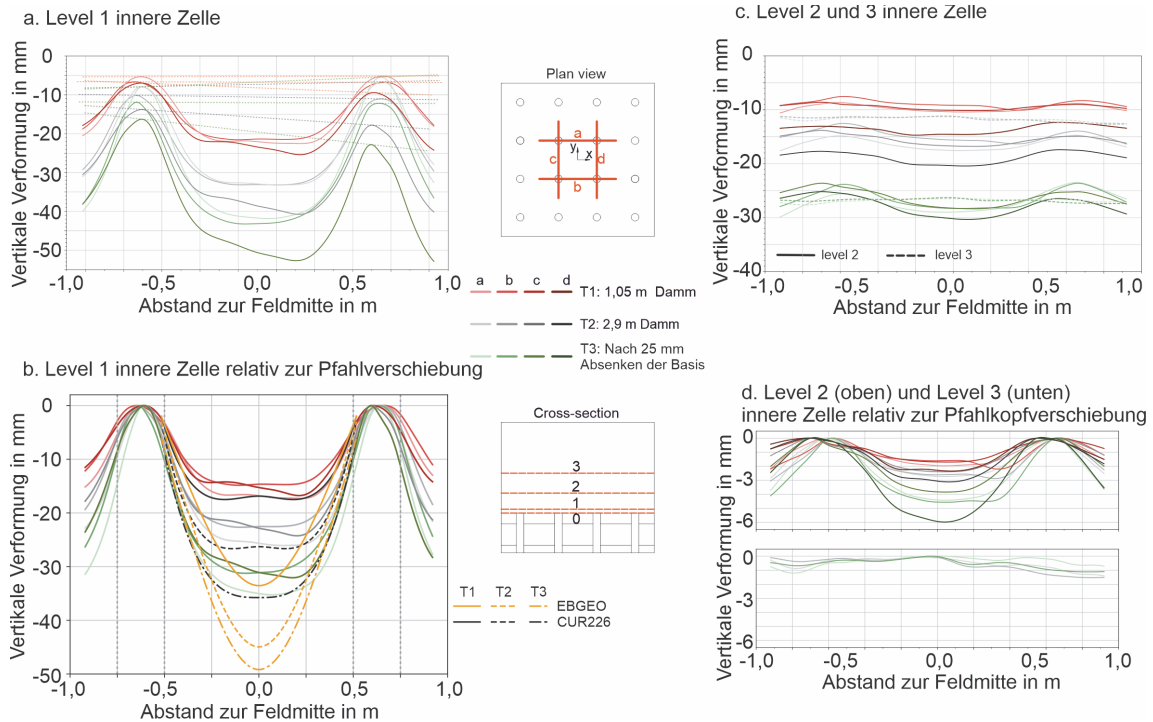 a. Level 1 innere Zelle
Vertikale Verformung in mm
0
-10
-20
-30
-40
-50
-1,0
-0,5
0,0
0,5
1,0
Abstand zur Feldmitte in m
Plan view
a
y
x
c
d
b
a b c d
T1: 1,05 m Damm
T2: 2,9 m Damm
T3: Nach 25 mm
Absenken der Basis
c. Level 2 und 3 innere Zelle
Vertikale Verformung in mm
0
-10
-20
-30
-40
level 2
level 3
-1,0
-0,5
0,0
0,5
1,0
Abstand zur Feldmitte in m
b. Level 1 innere Zelle relativ zur Pfahlverschiebung
Vertikale Verformung in mm
0
-10
-20
-30
-40
-50
-1,0
-0,5
0,0
0,5
1,0
Abstand zur Feldmitte in m
Cross-section
3
2
1
0
T1 T2 T3
EBGEO
CUR226
d. Level 2 (oben) und Level 3 (unten)
innere Zelle relativ zur Pfahlkopfverschiebung
Vertikale Verformung in mm
0
-3
-6
0
-3
-6
-1,0
-0,5
0,0
0,5
1,0
Abstand zur Feldmitte in m